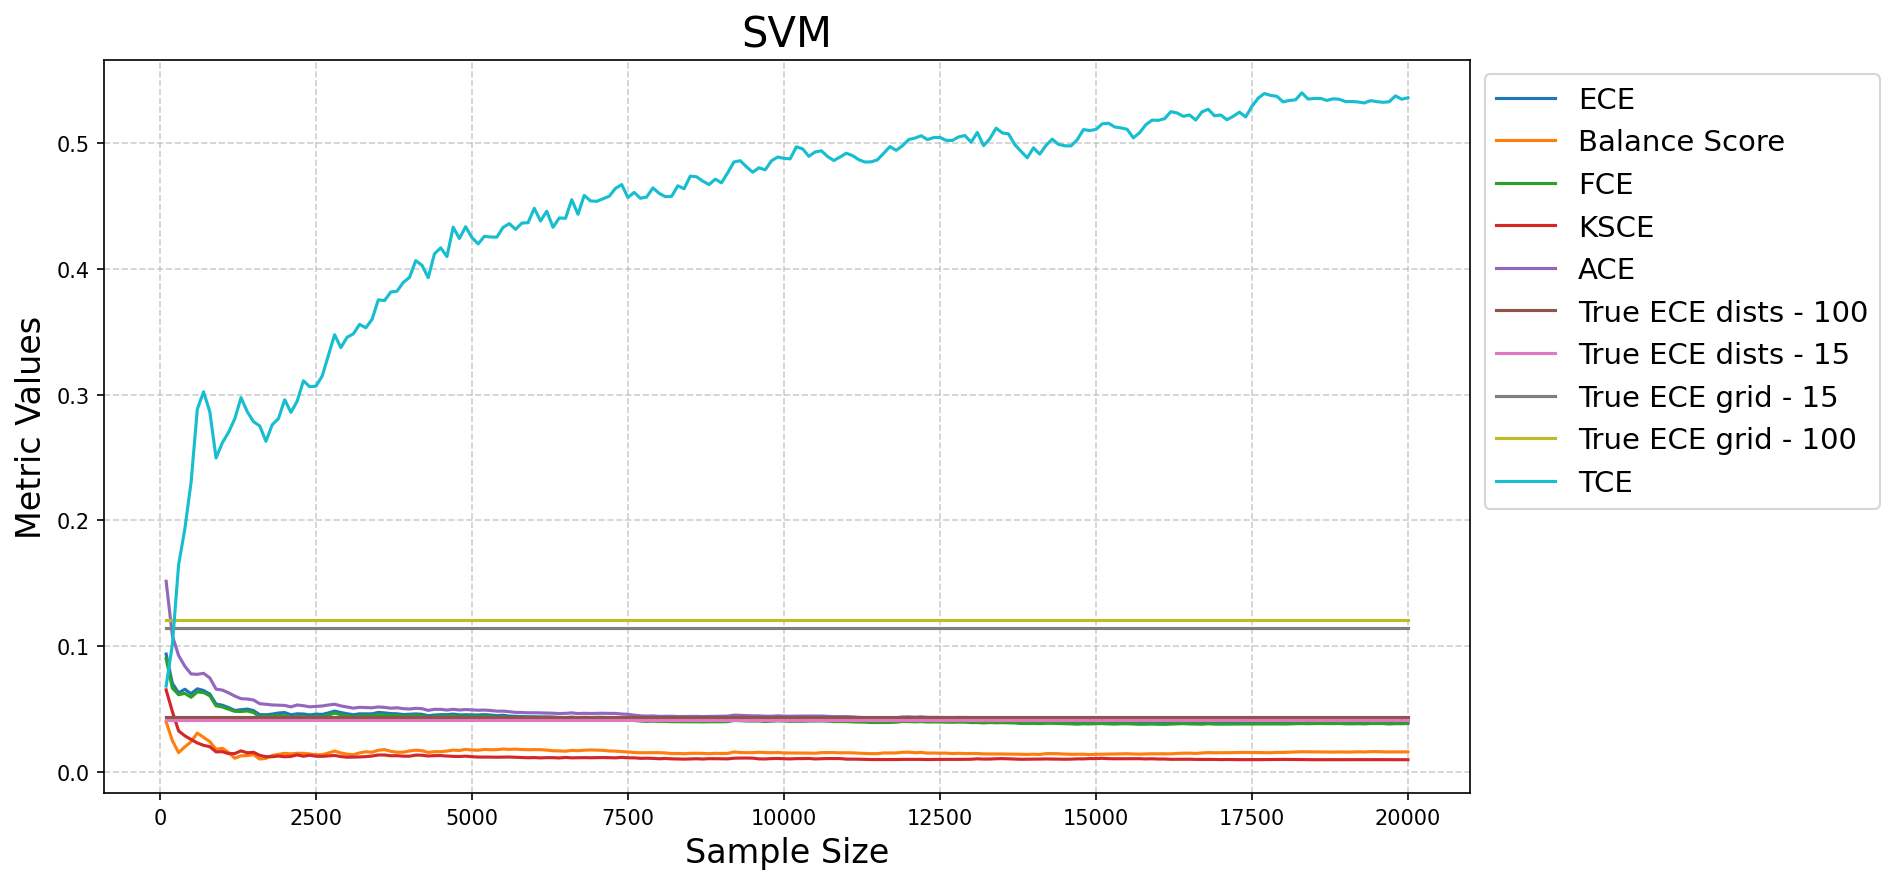 SVM
Metric Values
0.5
0.4
0.3
0.2
0.1
0.0
0 2500 5000 7500 10000 12500 15000 17500 20000
Sample Size
ECE
Balance Score
FCE
KSCE
ACE
True ECE dists - 100
True ECE dists - 15
True ECE grid - 15
True ECE grid - 100
TCE